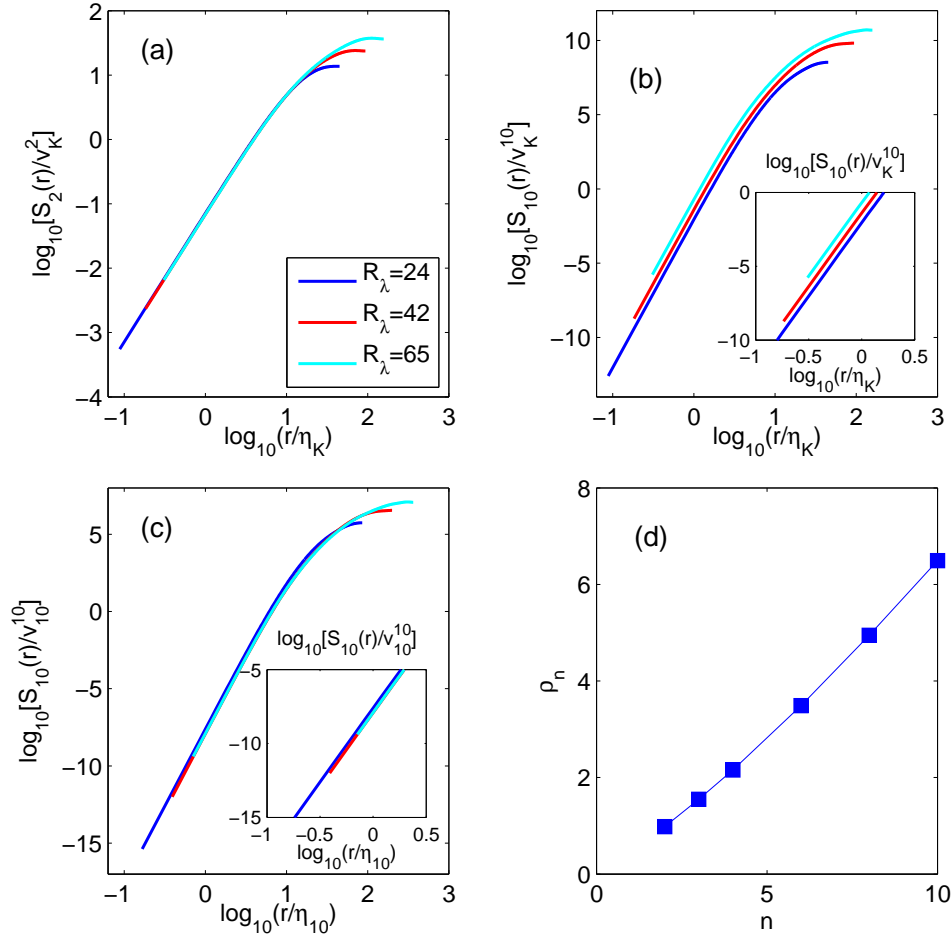 (a)
log10[S2(r)/vK^2]
2
1
0
−1
−2
−3
−4
−1 0 1 2 3
log10(r/ηK)
Rλ=24
Rλ=42
Rλ=65
(b)
log10[S10(r)/vK^10]
10
5
0
−5
−10
−1 0 1 2 3
log10(r/ηK)
log10[S10(r)/vK^10]
0
−5
−10
−1 −0.5 0 0.5
log10(r/ηK)
(c)
log10[S10(r)/v10^10]
5
0
−5
−10
−15
−1 0 1 2 3
log10(r/η10)
log10[S10(r)/v10^10]
−5
−10
−15
−1 −0.5 0 0.5
log10(r/η10)
(d)
ρn
8
6
4
2
0
0 5 10
n